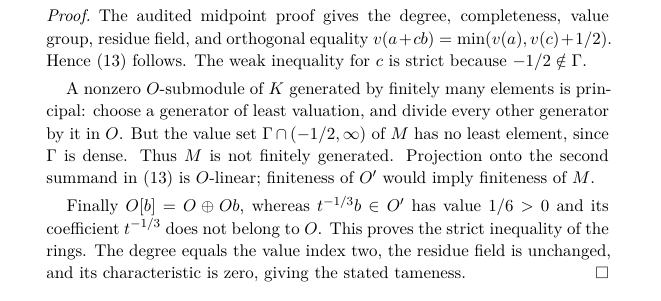 Proof. The audited midpoint proof gives the degree, completeness, value
group, residue field, and orthogonal equality v(a+cb) = min(v(a), v(c)+1/2).
Hence (13) follows. The weak inequality for c is strict because −1/2 ∉ Γ.
A nonzero O-submodule of K generated by finitely many elements is prin-
cipal: choose a generator of least valuation, and divide every other generator
by it in O. But the value set Γ∩(−1/2, ∞) of M has no least element, since
Γ is dense. Thus M is not finitely generated. Projection onto the second
summand in (13) is O-linear; finiteness of O′ would imply finiteness of M.
Finally O[b] = O ⊕ Ob, whereas t⁻¹/³b ∈ O′ has value 1/6 > 0 and its
coefficient t⁻¹/³ does not belong to O. This proves the strict inequality of the
rings. The degree equals the value index two, the residue field is unchanged,
and its characteristic is zero, giving the stated tameness. □